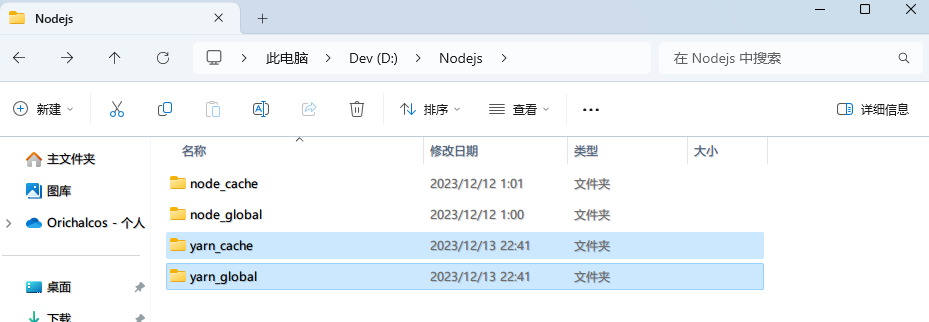 Nodejs
此电脑 Dev (D:) Nodejs 在 Nodejs 中搜索
新建 排序 查看 详细信息
名称 修改日期 类型 大小
主文件夹
图库
Orichalcos - 个人
桌面
下载
node_cache 2023/12/12 1:01 文件夹
node_global 2023/12/12 1:00 文件夹
yarn_cache 2023/12/13 22:41 文件夹
yarn_global 2023/12/13 22:41 文件夹